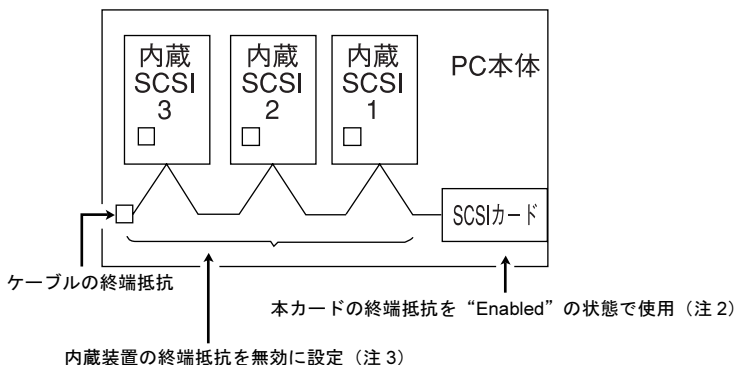 内蔵
SCSI
3
内蔵
SCSI
2
内蔵
SCSI
1
PC本体
SCSIカード
ケーブルの終端抵抗
本カードの終端抵抗を“Enabled”の状態で使用（注 2）
内蔵装置の終端抵抗を無効に設定（注 3）